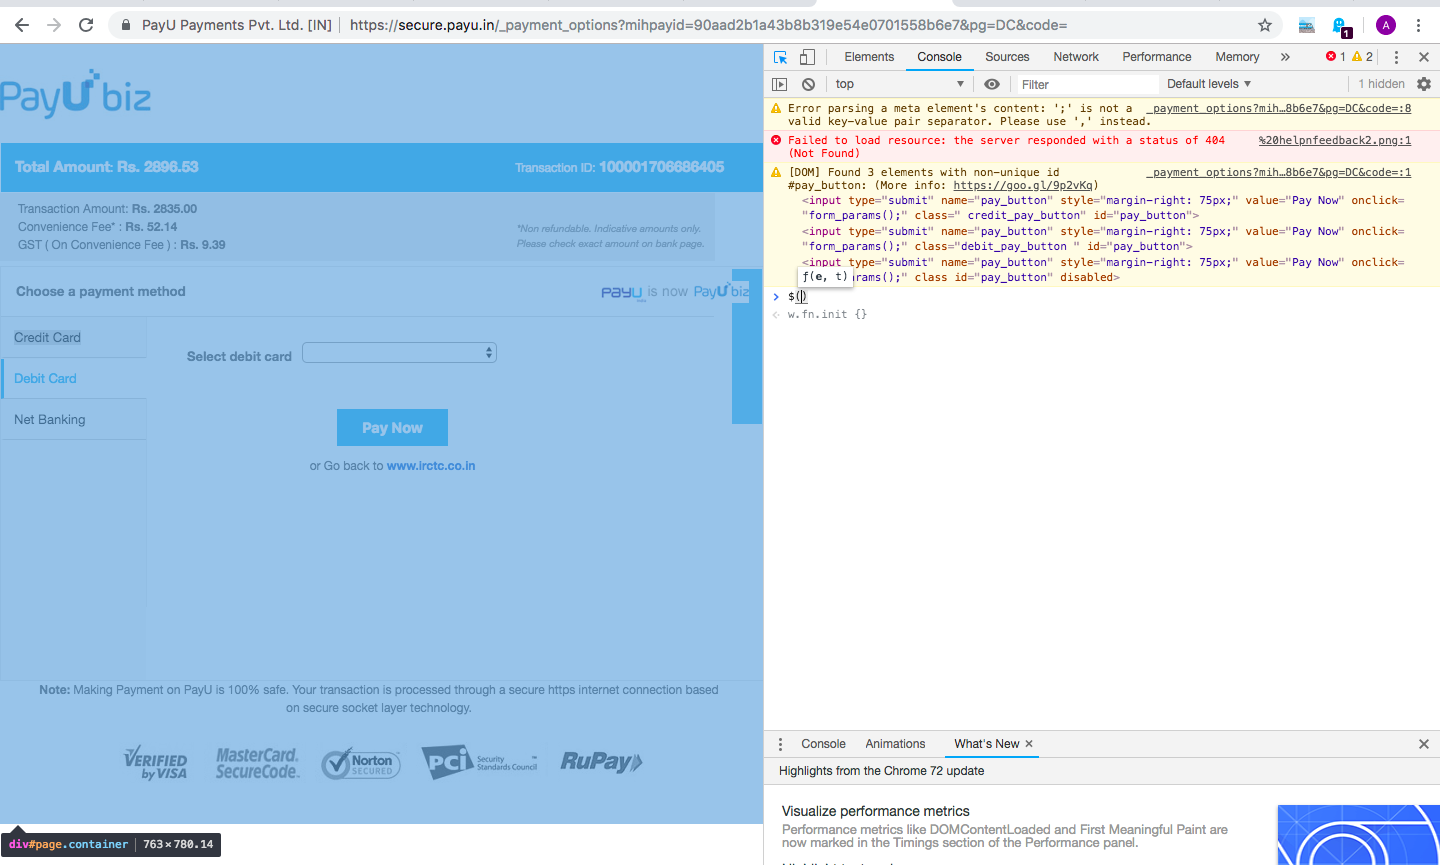 PayU Payments Pvt. Ltd. [IN] | https://secure.payu.in/_payment_options?mihpayid=90aad2b1a43b8b319e54e0701558b6e7&pg=DC&code=
1
A
PayU biz
Total Amount: Rs. 2896.53
Transaction ID: 100001706686405
Transaction Amount: Rs. 2835.00
Convenience Fee* : Rs. 52.14
GST ( On Convenience Fee ) : Rs. 9.39
*Non refundable. Indicative amounts only.
Please check exact amount on bank page.
Choose a payment method
PayU is now PayU biz
Credit Card
Debit Card
Net Banking
Select debit card
Pay Now
or Go back to www.irctc.co.in
Note: Making Payment on PayU is 100% safe. Your transaction is processed through a secure https internet connection based
on secure socket layer technology.
VERIFIED
by VISA
MasterCard.
SecureCode.
Norton
SECURED
PCI
Security
Standards Council
RuPay
div#page.container | 763 × 780.14
Elements Console Sources Network Performance Memory » 1 2
top Filter Default levels 1 hidden
Error parsing a meta element's content: ';' is not a _payment_options?mih…8b6e7&pg=DC&code=:8
valid key-value pair separator. Please use ',' instead.
Failed to load resource: the server responded with a status of 404 %20helpnfeedback2.png:1
(Not Found)
[DOM] Found 3 elements with non-unique id _payment_options?mih…8b6e7&pg=DC&code=:1
#pay_button: (More info: https://goo.gl/9p2vKq)
<input type="submit" name="pay_button" style="margin-right: 75px;" value="Pay Now" onclick=
"form_params();" class=" credit_pay_button" id="pay_button">
<input type="submit" name="pay_button" style="margin-right: 75px;" value="Pay Now" onclick=
"form_params();" class="debit_pay_button " id="pay_button">
<input type="submit" name="pay_button" style="margin-right: 75px;" value="Pay Now" onclick=
ƒ(e, t) rams();" class id="pay_button" disabled>
> $()
w.fn.init {}
Console Animations What's New ×
Highlights from the Chrome 72 update
Visualize performance metrics
Performance metrics like DOMContentLoaded and First Meaningful Paint are
now marked in the Timings section of the Performance panel.